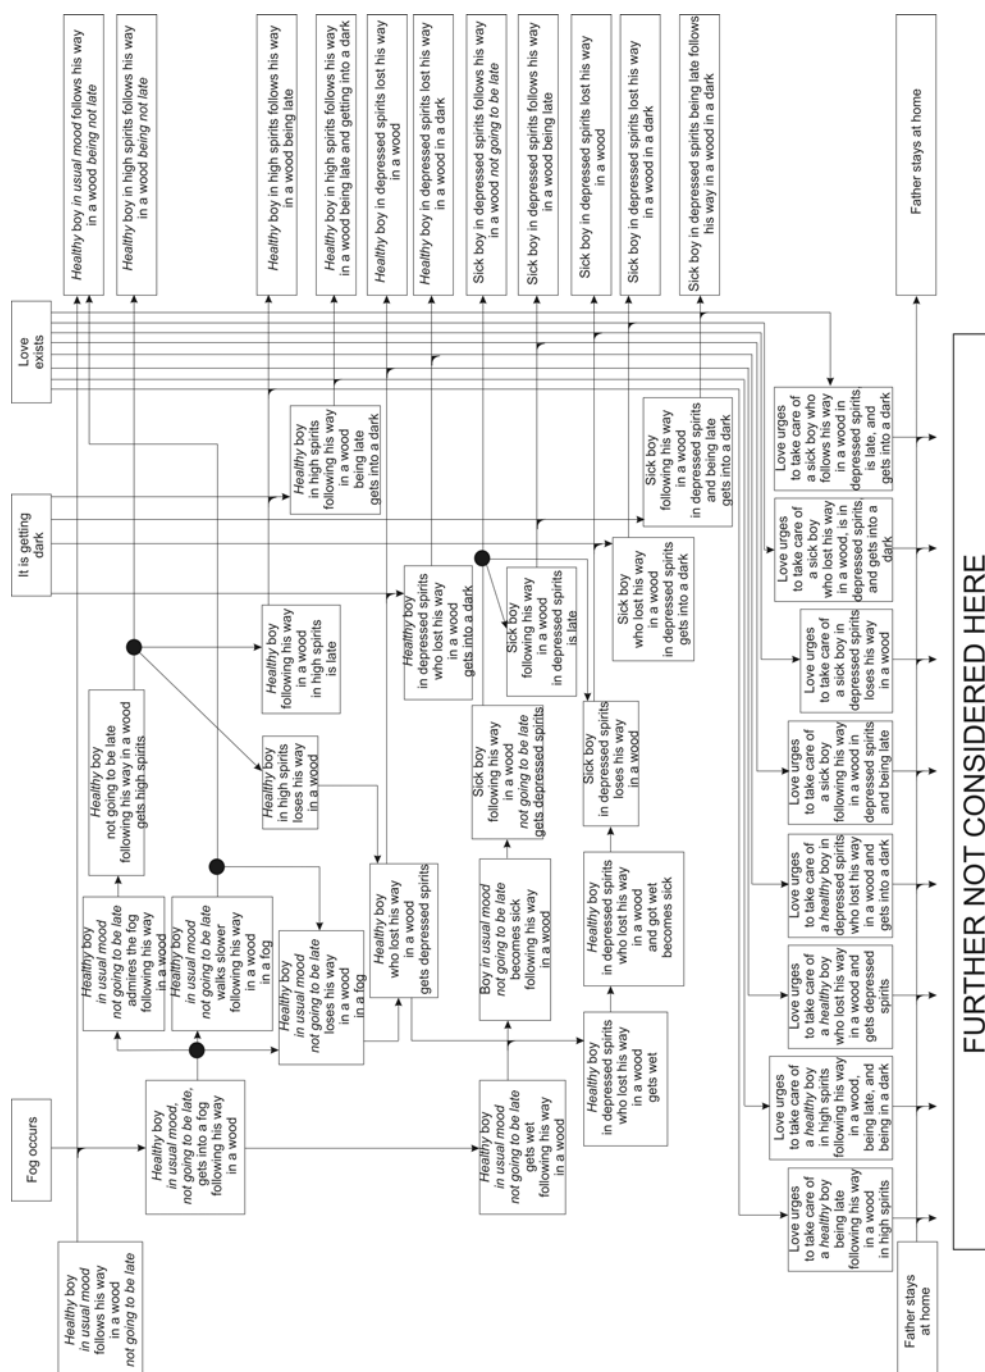 Fog occurs
It is getting
dark
Love
exists
Healthy boy
in usual mood
follows his way
in a wood
not going to be late
Healthy boy in usual mood follows his way
in a wood being not late
Healthy boy in high spirits follows his way
in a wood being not late
Healthy boy
in usual mood
not going to be late
admires the fog
following his way
in a wood
Healthy boy
not going to be late
following his way in a wood
gets high spirits
Healthy boy
in usual mood,
not going to be late,
gets into a fog
following his way
in a wood
Healthy boy
in usual mood
not going to be late
walks slower
following his way
in a wood
in a fog
Healthy boy
in usual mood
not going to be late
loses his way
in a wood
in a fog
Healthy boy
in high spirits
loses his way
in a wood
Healthy boy
following his way
in a wood
in high spirits
is late
Healthy boy in high spirits follows his way
in a wood being late
Healthy boy
in high spirits
following his way
in a wood
being late
gets into a dark
Healthy boy in high spirits follows his way
in a wood being late and getting into a dark
Healthy boy
who lost his way
in a wood
gets depressed spirits
Healthy boy in depressed spirits lost his way
in a wood
Healthy boy
in depressed spirits
who lost his way
in a wood
gets into a dark
Healthy boy in depressed spirits lost his way
in a wood in a dark
Healthy boy
in usual mood
not going to be late
gets wet
following his way
in a wood
Boy in usual mood
not going to be late
becomes sick
following his way
in a wood
Sick boy
following his way
in a wood
not going to be late
gets depressed spirits
Sick boy in depressed spirits follows his way
in a wood not going to be late
Sick boy
following his way
in a wood
in depressed spirits
is late
Sick boy in depressed spirits follows his way
in a wood being late
Healthy boy
in depressed spirits
who lost his way
in a wood
gets wet
Healthy boy
in depressed spirits
who lost his way
in a wood
and got wet
becomes sick
Sick boy
in depressed spirits
loses his way
in a wood
Sick boy in depressed spirits lost his way
in a wood
Sick boy
who lost his way
in a wood
in depressed spirits
gets into a dark
Sick boy in depressed spirits lost his way
in a wood in a dark
Sick boy
following his way
in a wood
in depressed spirits
and being late
gets into a dark
Sick boy in depressed spirits being late follows
his way in a wood in a dark
Love urges
to take care of
a healthy boy
being late
following his way
in a wood
in high spirits
Love urges
to take care of
a healthy boy
in high spirits
following his way
in a wood,
being late, and
being in a dark
Love urges
to take care of
a healthy boy
who lost his way
in a wood and
gets depressed
spirits
Love urges
to take care of
a healthy boy in
depressed spirits
who lost his way
in a wood and
gets into a dark
Love urges
to take care of
a sick boy
following his way
in a wood in
depressed spirits
and being late
Love urges
to take care of
a sick boy in
depressed spirits
loses his way
in a wood
Love urges
to take care of
a sick boy
who lost his way
in a wood, is in
depressed spirits,
and gets into a
dark
Love urges
to take care of
a sick boy who
follows his way
in a wood in
depressed spirits,
is late, and
gets into a dark
Father stays
at home
Father stays at home
FURTHER NOT CONSIDERED HERE